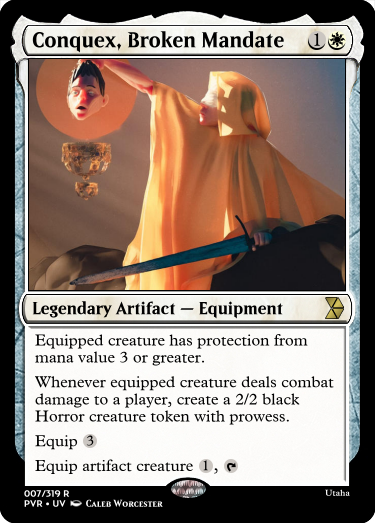 Conquex, Broken Mandate 1
Legendary Artifact — Equipment
Equipped creature has protection from
mana value 3 or greater.
Whenever equipped creature deals combat
damage to a player, create a 2/2 black
Horror creature token with prowess.
Equip 3
Equip artifact creature 1,
007/319 R
Utaha
PVR • UV Caleb Worcester